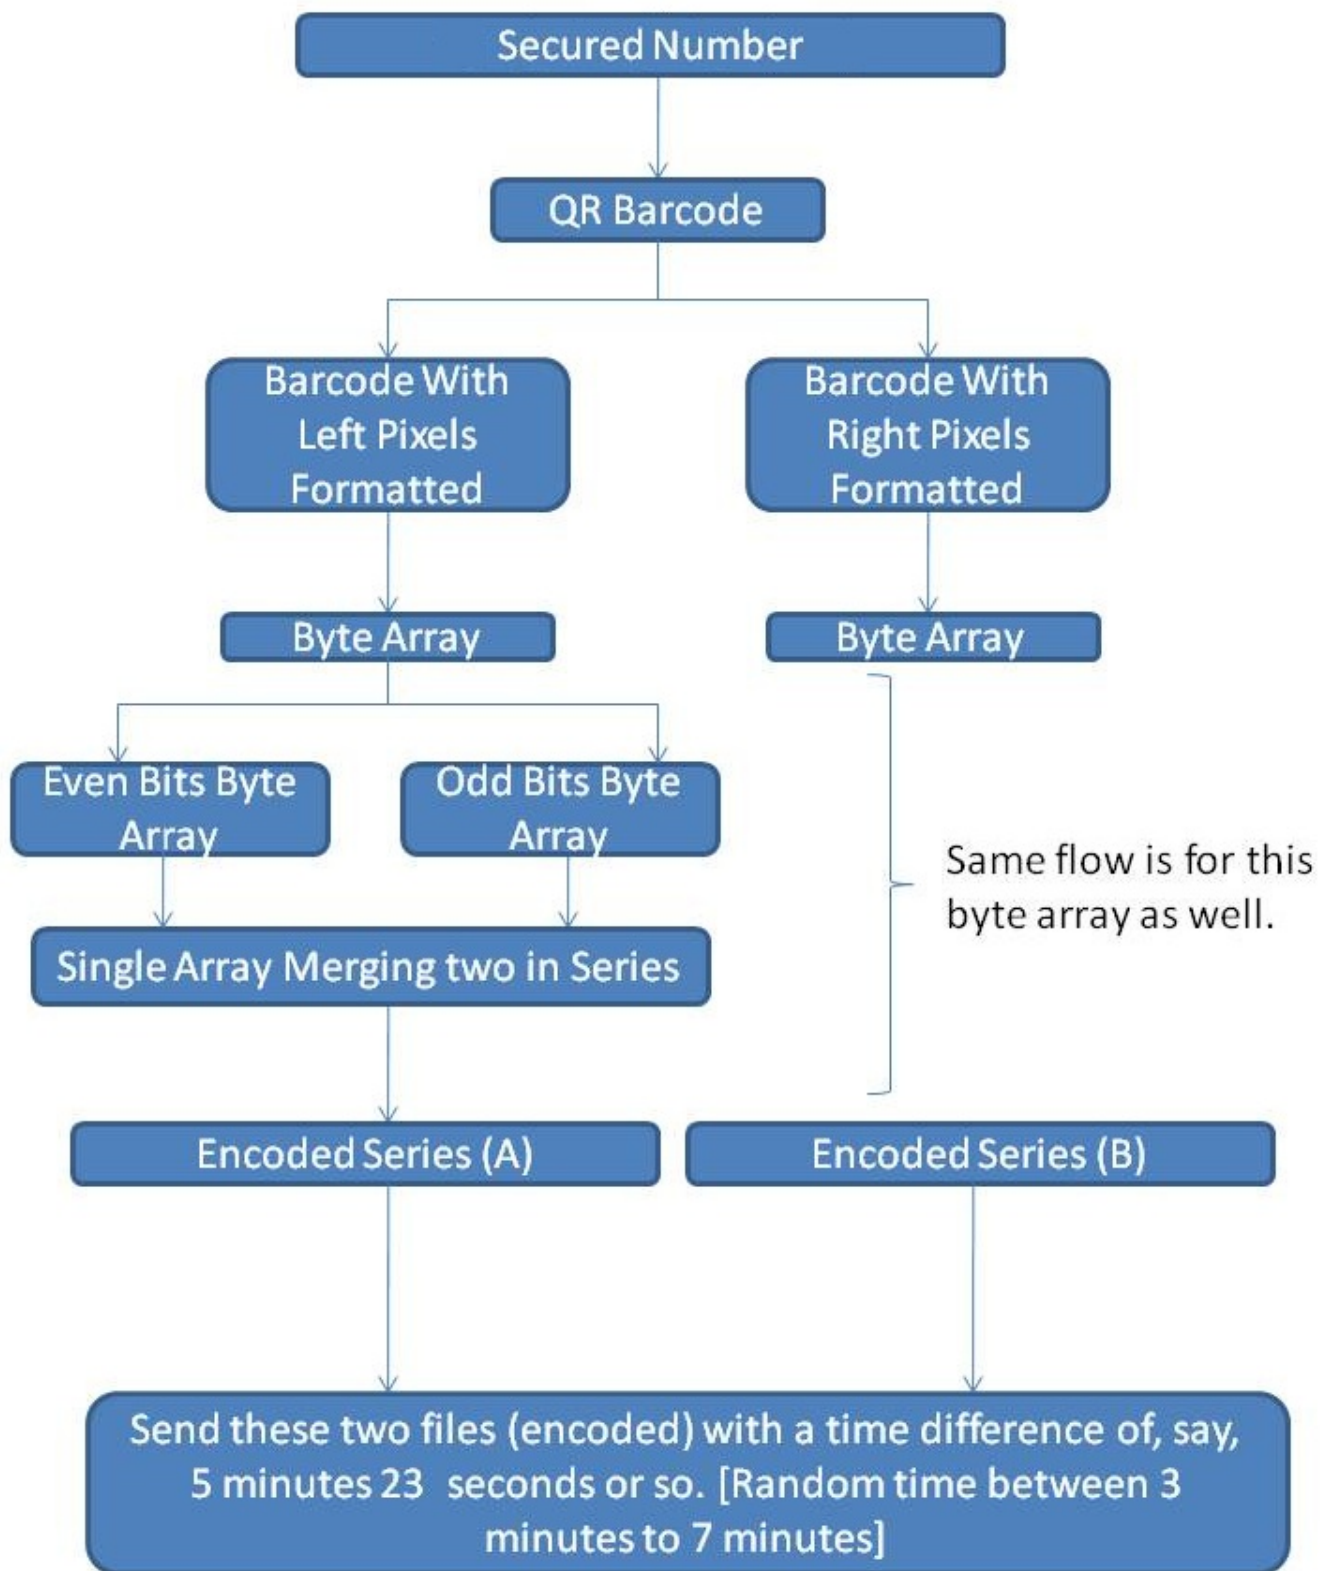 Secured Number
QR Barcode
Barcode With
Left Pixels
Formatted
Barcode With
Right Pixels
Formatted
Byte Array
Byte Array
Even Bits Byte
Array
Odd Bits Byte
Array
Same flow is for this
byte array as well.
Single Array Merging two in Series
Encoded Series (A)
Encoded Series (B)
Send these two files (encoded) with a time difference of, say,
5 minutes 23 seconds or so. [Random time between 3
minutes to 7 minutes]